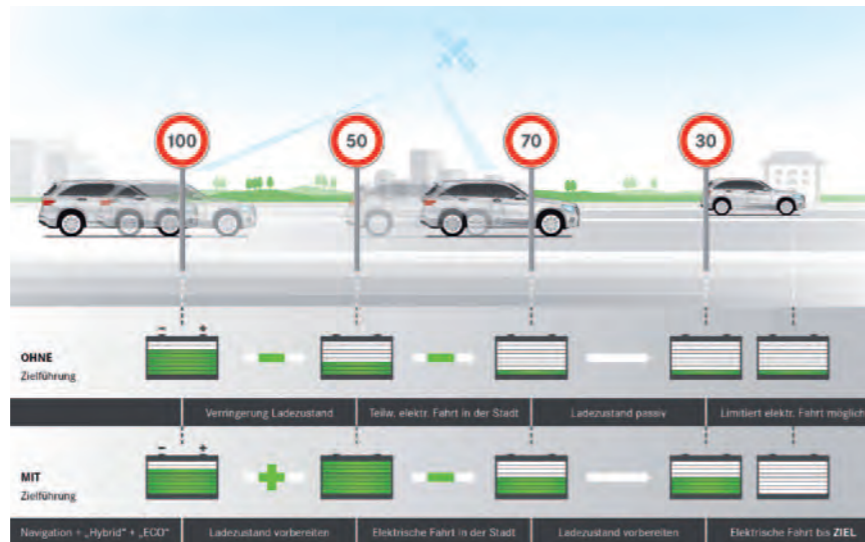 100 50 70 30
− +
OHNE
Zielführung
Verringerung Ladezustand Teilw. elektr. Fahrt in der Stadt Ladezustand passiv Limitiert elektr. Fahrt möglich
− +
MIT
Zielführung
Navigation + „Hybrid“ + „ECO“ Ladezustand vorbereiten Elektrische Fahrt in der Stadt Ladezustand vorbereiten Elektrische Fahrt bis ZIEL